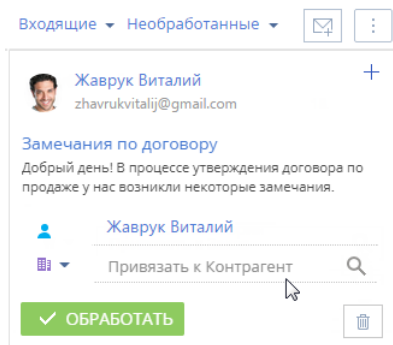 Входящие Необработанные
Жаврук Виталий
zhavrukvitalij@gmail.com
Замечания по договору
Добрый день! В процессе утверждения договора по
продаже у нас возникли некоторые замечания.
Жаврук Виталий
Привязать к Контрагент
ОБРАБОТАТЬ